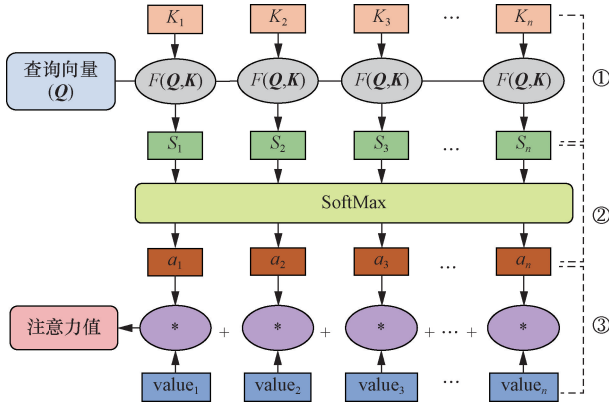 K₁ K₂ K₃ ... Kₙ
查询向量
(Q)
F(Q,K) F(Q,K) F(Q,K) F(Q,K)
①
S₁ S₂ S₃ ... Sₙ
SoftMax
②
a₁ a₂ a₃ ... aₙ
注意力值
* + * + * + ... + *
③
value₁ value₂ value₃ ... valueₙ